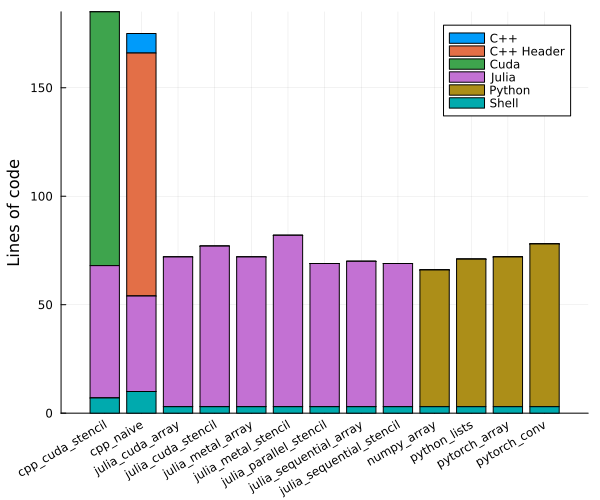 C++
C++ Header
Cuda
Julia
Python
Shell
Lines of code
150
100
50
0
cpp_cuda_stencil
cpp_naive
julia_cuda_array
julia_cuda_stencil
julia_metal_array
julia_metal_stencil
julia_parallel_stencil
julia_sequential_array
julia_sequential_stencil
numpy_array
python_lists
pytorch_array
pytorch_conv